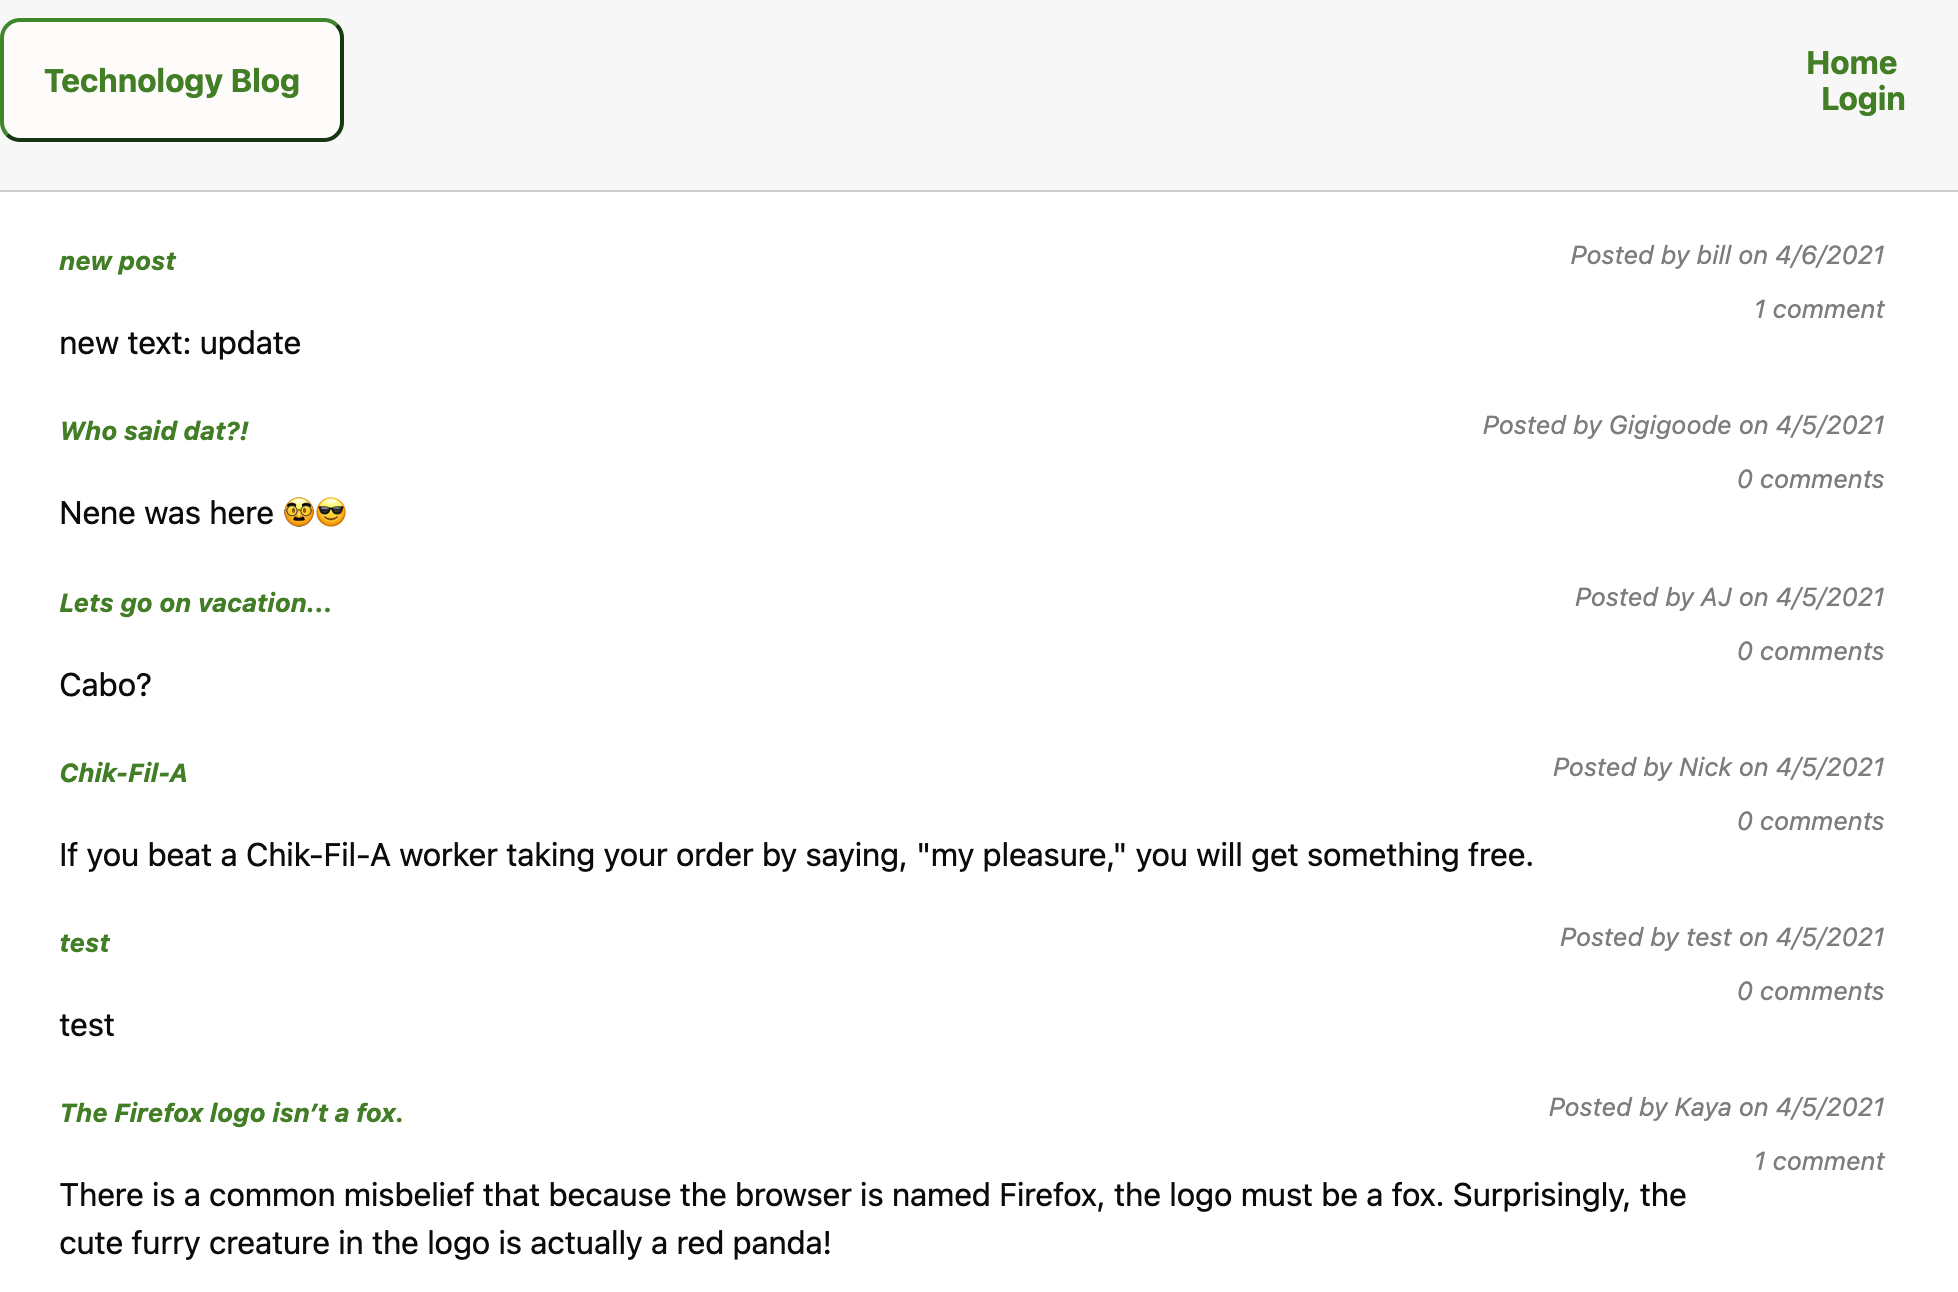 Technology Blog
Home
Login
new post
Posted by bill on 4/6/2021
1 comment
new text: update
Who said dat?!
Posted by Gigigoode on 4/5/2021
0 comments
Nene was here 🥸😎
Lets go on vacation...
Posted by AJ on 4/5/2021
0 comments
Cabo?
Chik-Fil-A
Posted by Nick on 4/5/2021
0 comments
If you beat a Chik-Fil-A worker taking your order by saying, "my pleasure," you will get something free.
test
Posted by test on 4/5/2021
0 comments
test
The Firefox logo isn’t a fox.
Posted by Kaya on 4/5/2021
1 comment
There is a common misbelief that because the browser is named Firefox, the logo must be a fox. Surprisingly, the
cute furry creature in the logo is actually a red panda!